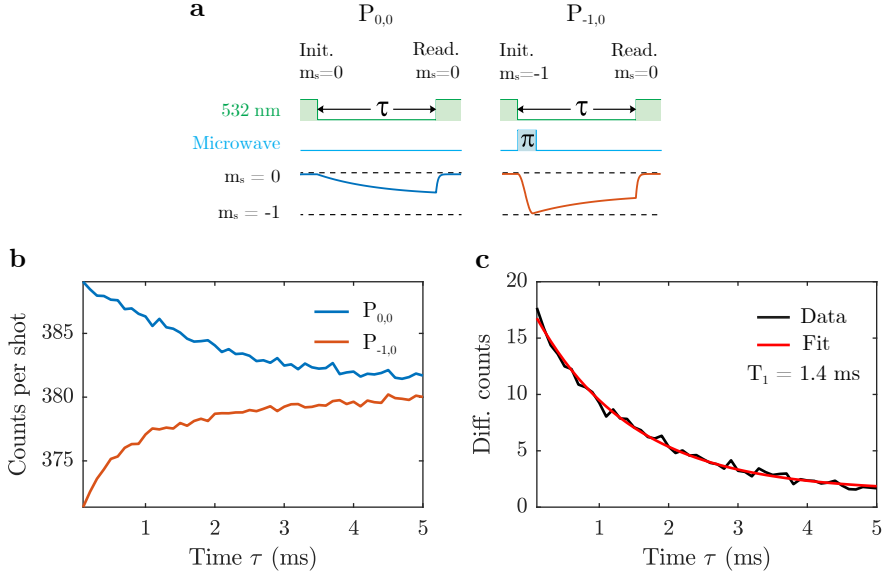 a
P0,0
P-1,0
Init. Read. Init. Read.
ms=0 ms=0 ms=-1 ms=0
532 nm τ τ
Microwave π
ms = 0
ms = -1
b
385
380
375
1 2 3 4 5
Counts per shot
Time τ (ms)
P0,0
P-1,0
c
20
15
10
5
0
1 2 3 4 5
Diff. counts
Time τ (ms)
Data
Fit
T1 = 1.4 ms